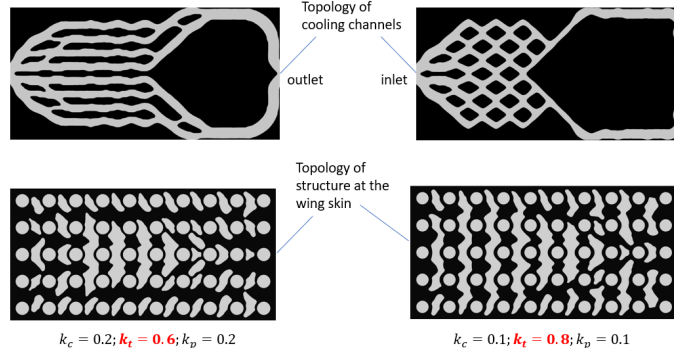 Topology of
cooling channels
outlet
inlet
Topology of
structure at the
wing skin
k_c = 0.2; k_t = 0.6; k_p = 0.2
k_c = 0.1; k_t = 0.8; k_p = 0.1